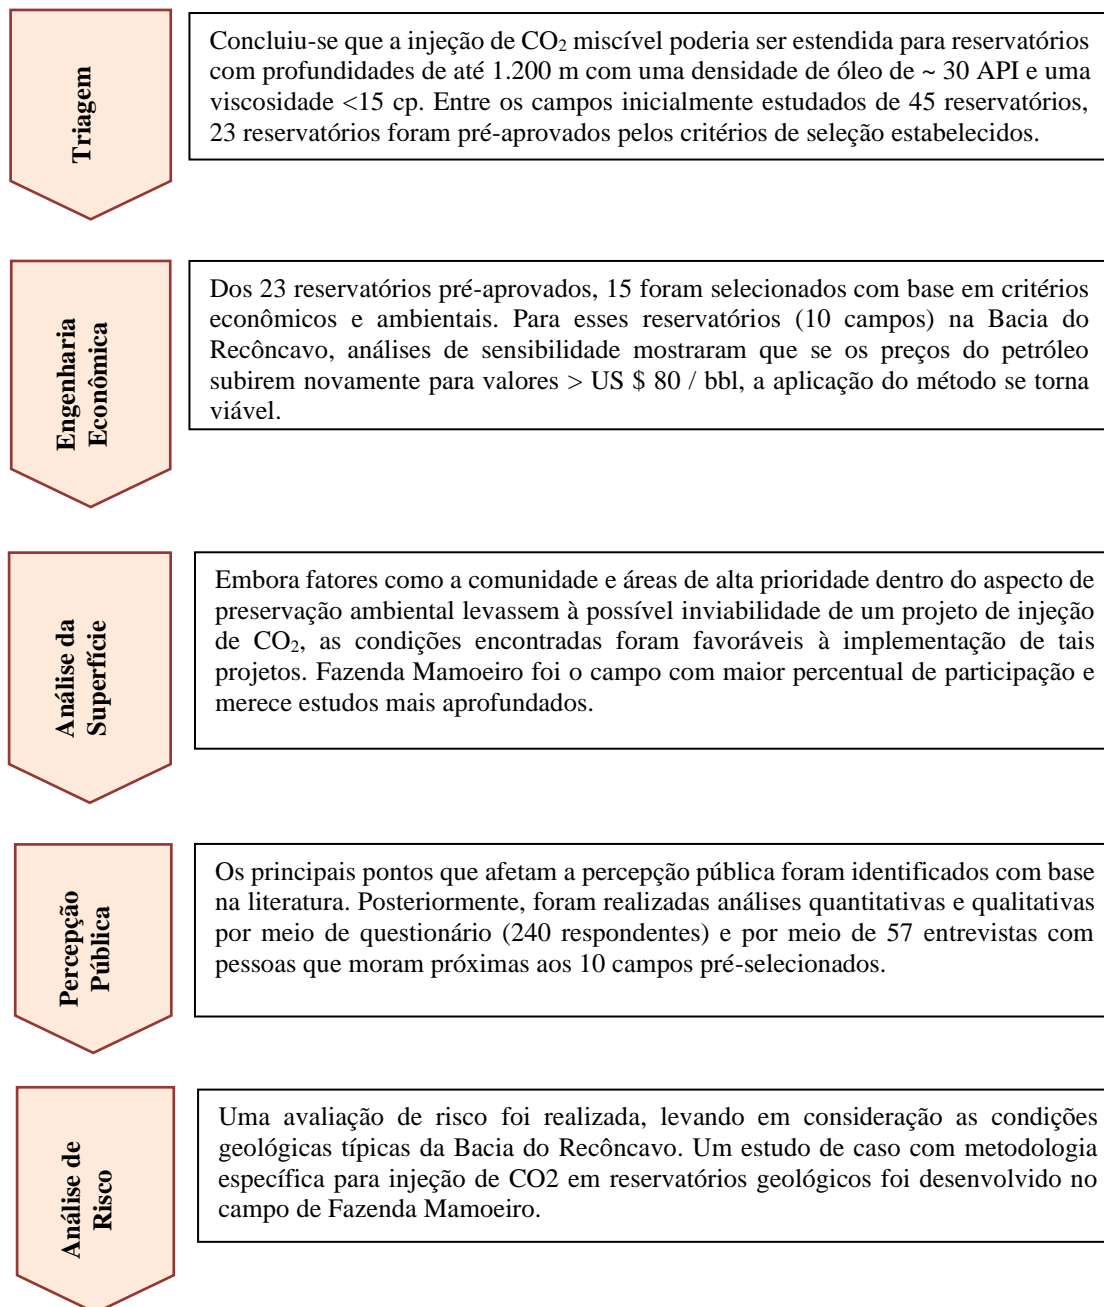 Triagem
Concluiu-se que a injeção de CO₂ miscível poderia ser estendida para reservatórios
com profundidades de até 1.200 m com uma densidade de óleo de ~ 30 API e uma
viscosidade <15 cp. Entre os campos inicialmente estudados de 45 reservatórios,
23 reservatórios foram pré-aprovados pelos critérios de seleção estabelecidos.
Engenharia
Econômica
Dos 23 reservatórios pré-aprovados, 15 foram selecionados com base em critérios
econômicos e ambientais. Para esses reservatórios (10 campos) na Bacia do
Recôncavo, análises de sensibilidade mostraram que se os preços do petróleo
subirem novamente para valores > US $ 80 / bbl, a aplicação do método se torna
viável.
Análise da
Superfície
Embora fatores como a comunidade e áreas de alta prioridade dentro do aspecto de
preservação ambiental levassem à possível inviabilidade de um projeto de injeção
de CO₂, as condições encontradas foram favoráveis à implementação de tais
projetos. Fazenda Mamoeiro foi o campo com maior percentual de participação e
merece estudos mais aprofundados.
Percepção
Pública
Os principais pontos que afetam a percepção pública foram identificados com base
na literatura. Posteriormente, foram realizadas análises quantitativas e qualitativas
por meio de questionário (240 respondentes) e por meio de 57 entrevistas com
pessoas que moram próximas aos 10 campos pré-selecionados.
Análise de
Risco
Uma avaliação de risco foi realizada, levando em consideração as condições
geológicas típicas da Bacia do Recôncavo. Um estudo de caso com metodologia
específica para injeção de CO2 em reservatórios geológicos foi desenvolvido no
campo de Fazenda Mamoeiro.